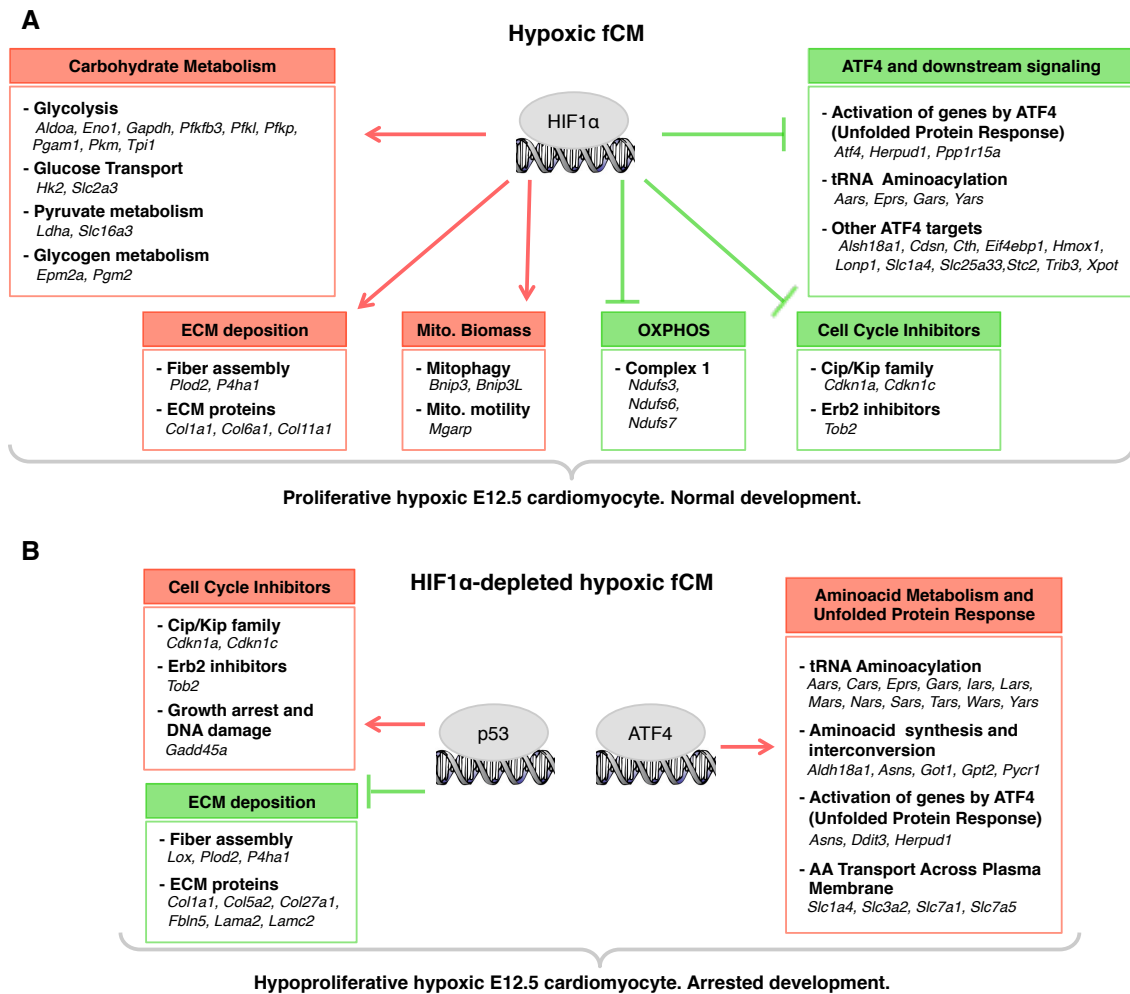 A
Hypoxic fCM
Carbohydrate Metabolism
- Glycolysis
Aldoa, Eno1, Gapdh, Pfkfb3, Pfkl, Pfkp,
Pgam1, Pkm, Tpi1
- Glucose Transport
Hk2, Slc2a3
- Pyruvate metabolism
Ldha, Slc16a3
- Glycogen metabolism
Epm2a, Pgm2
HIF1α
ATF4 and downstream signaling
- Activation of genes by ATF4
(Unfolded Protein Response)
Atf4, Herpud1, Ppp1r15a
- tRNA Aminoacylation
Aars, Eprs, Gars, Yars
- Other ATF4 targets
Alsh18a1, Cdsn, Cth, Eif4ebp1, Hmox1,
Lonp1, Slc1a4, Slc25a33,Stc2, Trib3, Xpot
ECM deposition
- Fiber assembly
Plod2, P4ha1
- ECM proteins
Col1a1, Col6a1, Col11a1
Mito. Biomass
- Mitophagy
Bnip3, Bnip3L
- Mito. motility
Mgarp
OXPHOS
- Complex 1
Ndufs3,
Ndufs6,
Ndufs7
Cell Cycle Inhibitors
- Cip/Kip family
Cdkn1a, Cdkn1c
- Erb2 inhibitors
Tob2
Proliferative hypoxic E12.5 cardiomyocyte. Normal development.
B
HIF1α-depleted hypoxic fCM
Cell Cycle Inhibitors
- Cip/Kip family
Cdkn1a, Cdkn1c
- Erb2 inhibitors
Tob2
- Growth arrest and
DNA damage
Gadd45a
ECM deposition
- Fiber assembly
Lox, Plod2, P4ha1
- ECM proteins
Col1a1, Col5a2, Col27a1,
Fbln5, Lama2, Lamc2
p53
ATF4
Aminoacid Metabolism and
Unfolded Protein Response
- tRNA Aminoacylation
Aars, Cars, Eprs, Gars, Iars, Lars,
Mars, Nars, Sars, Tars, Wars, Yars
- Aminoacid synthesis and
interconversion
Aldh18a1, Asns, Got1, Gpt2, Pycr1
- Activation of genes by ATF4
(Unfolded Protein Response)
Asns, Ddit3, Herpud1
- AA Transport Across Plasma
Membrane
Slc1a4, Slc3a2, Slc7a1, Slc7a5
Hypoproliferative hypoxic E12.5 cardiomyocyte. Arrested development.